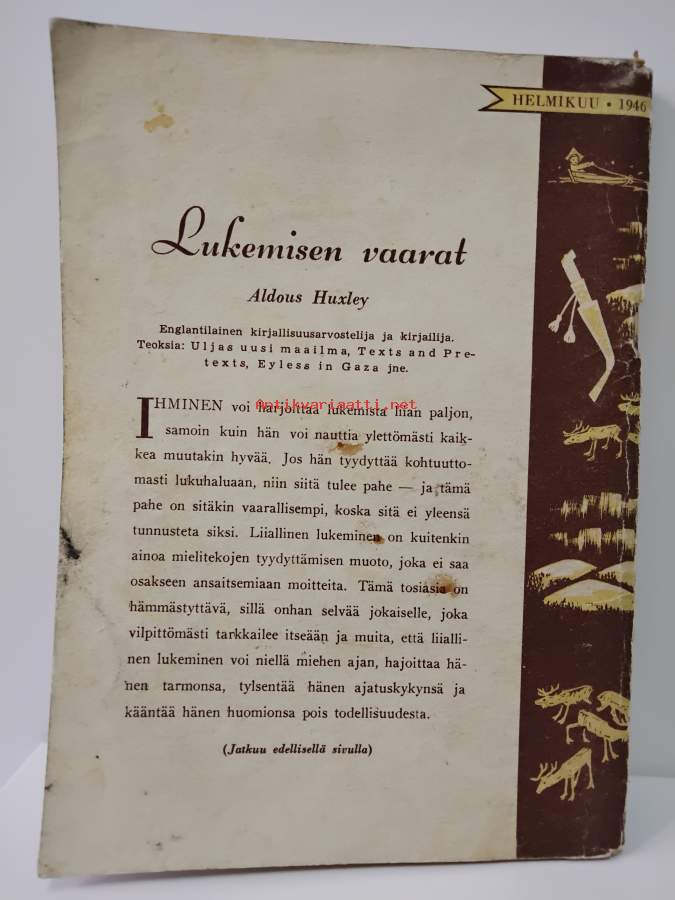 HELMIKUU • 1946
Lukemisen vaarat
Aldous Huxley
Englantilainen kirjallisuusarvostelija ja kirjailija.
Teoksia: Uljas uusi maailma, Texts and Pre-
texts, Eyless in Gaza jne.
Antikvariaatti.net
IHMINEN voi harjoittaa lukemista liian paljon,
samoin kuin hän voi nauttia ylettömästi kaik-
kea muutakin hyvää. Jos hän tyydyttää kohtuutto-
masti lukuhaluaan, niin siitä tulee pahe — ja tämä
pahe on sitäkin vaarallisempi, koska sitä ei yleensä
tunnusteta siksi. Liiallinen lukeminen on kuitenkin
ainoa mielitekojen tyydyttämisen muoto, joka ei saa
osakseen ansaitsemiaan moitteita. Tämä tosiasia on
hämmästyttävä, sillä onhan selvää jokaiselle, joka
vilpittömästi tarkkailee itseään ja muita, että liialli-
nen lukeminen voi niellä miehen ajan, hajoittaa hä-
nen tarmonsa, tylsentää hänen ajatuskykynsä ja
kääntää hänen huomionsa pois todellisuudesta.
(Jatkuu edellisellä sivulla)